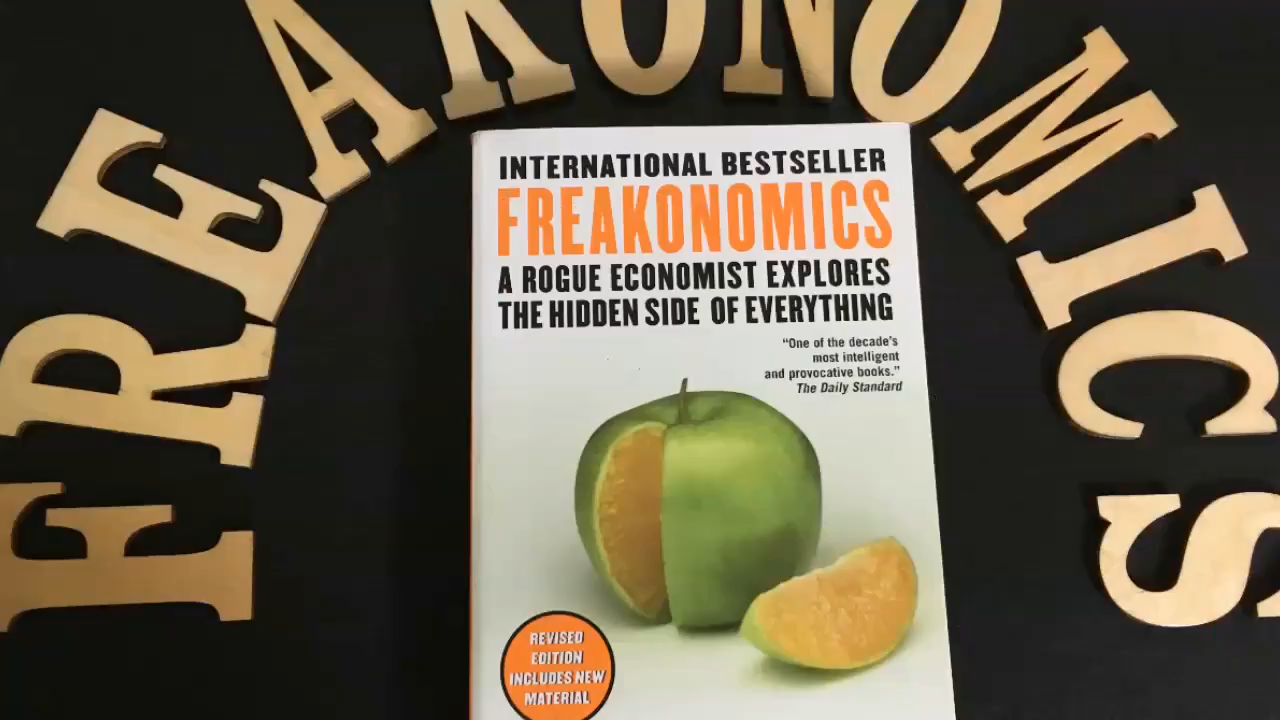 FREAKONOMICS
INTERNATIONAL BESTSELLER
FREAKONOMICS
A ROGUE ECONOMIST EXPLORES
THE HIDDEN SIDE OF EVERYTHING
“One of the decade's
most intelligent
and provocative books.”
The Daily Standard
REVISED
EDITION
INCLUDES NEW
MATERIAL